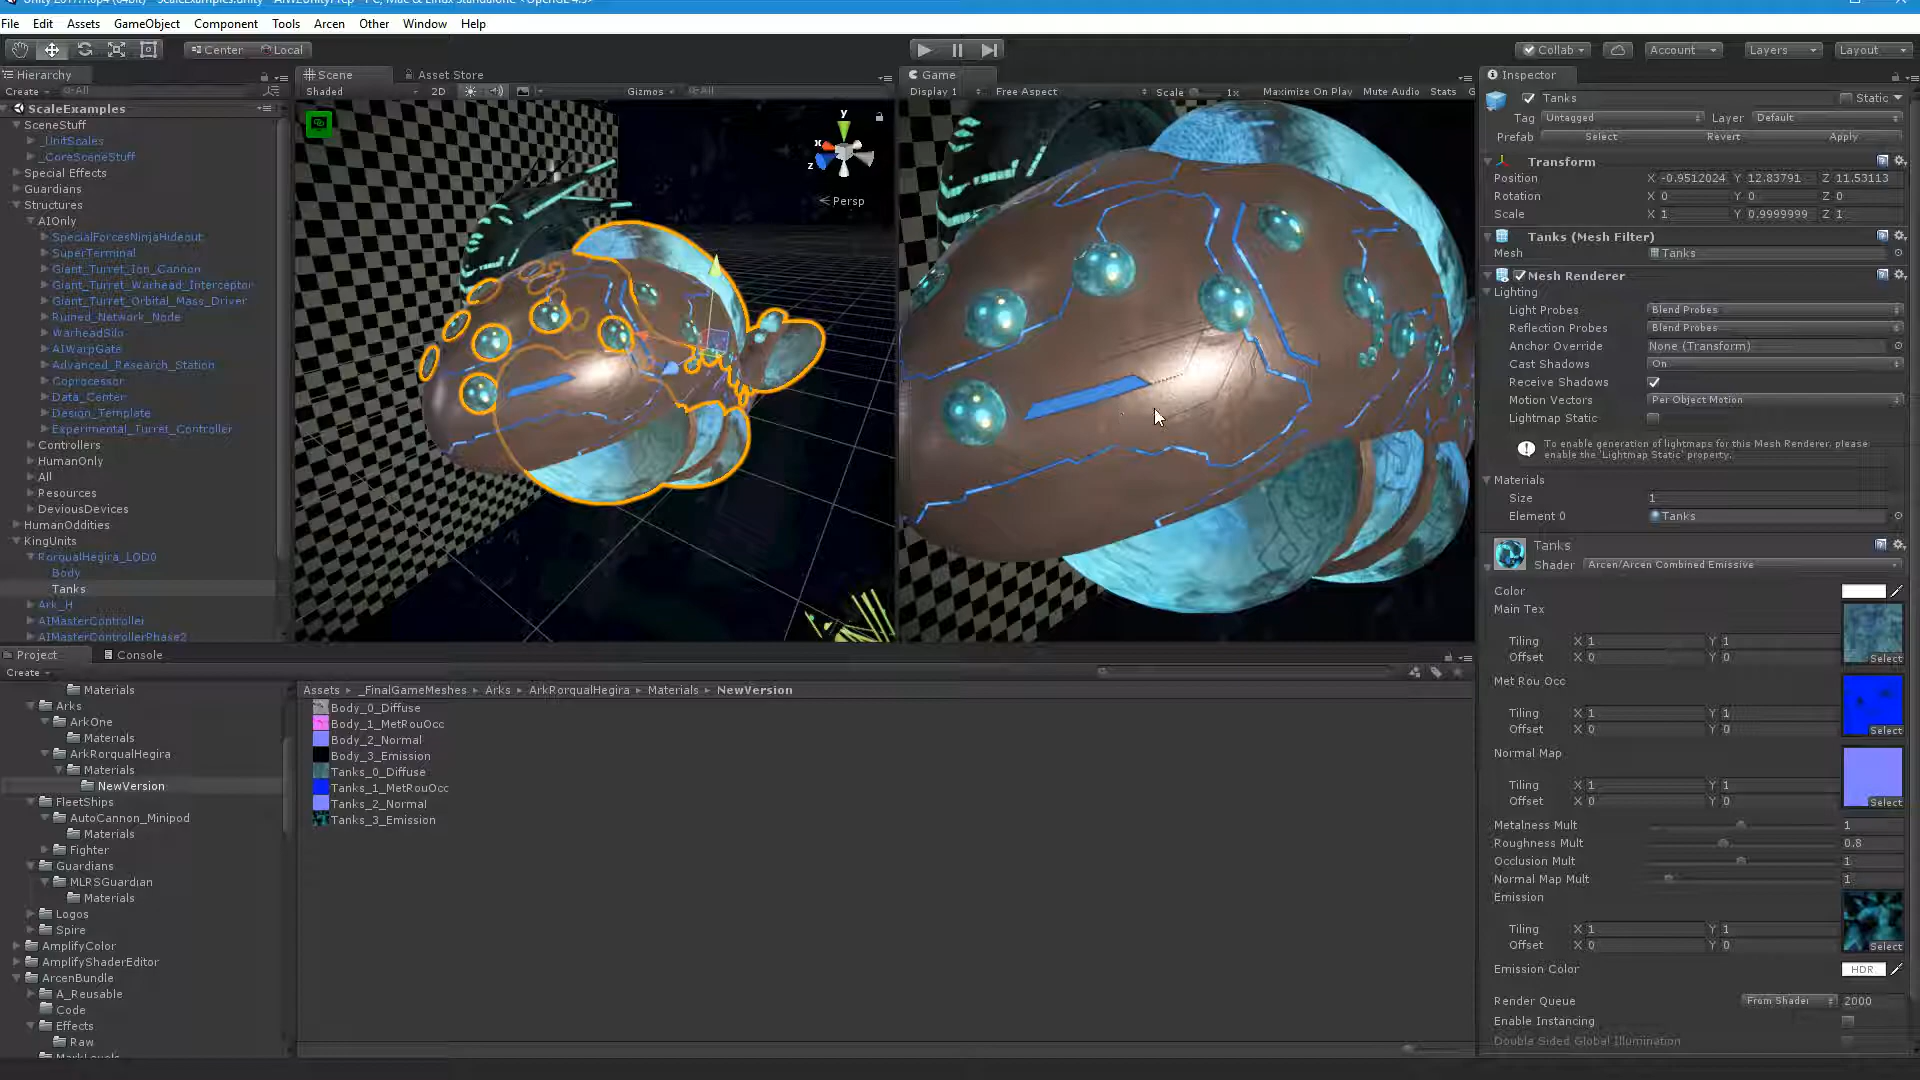 File Edit Assets GameObject Component Tools Arcen Other Window Help
Center Local
Collab Account Layers Layout
Hierarchy
Create All
ScaleExamples
SceneStuff
_UnitScales
_CoreSceneStuff
Special Effects
Guardians
Structures
AIOnly
SpecialForcesNinjaHideout
SuperTerminal
Giant_Turret_Ion_Cannon
Giant_Turret_Warhead_Interceptor
Giant_Turret_Orbital_Mass_Driver
Ruined_Network_Node
WarheadSilo
AIWarpGate
Advanced_Research_Station
Coprocessor
Data_Center
Design_Template
Experimental_Turret_Controller
Controllers
HumanOnly
All
Resources
DeviousDevices
HumanOddities
KingUnits
RorqualHegira_LOD0
Body
Tanks
Ark_H
AIMasterController
AIMasterControllerPhase2
Scene Asset Store
Shaded 2D Gizmos All
y
x
z
Persp
Game
Display 1 Free Aspect Scale 1x Maximize On Play Mute Audio Stats G
Inspector
Tanks Static
Tag Untagged Layer Default
Prefab Select Revert Apply
Transform
Position X -0.9512024 Y 12.83791 Z 11.53113
Rotation X 0 Y 0 Z 0
Scale X 1 Y 0.9999999 Z 1
Tanks (Mesh Filter)
Mesh Tanks
Mesh Renderer
Lighting
Light Probes Blend Probes
Reflection Probes Blend Probes
Anchor Override None (Transform)
Cast Shadows On
Receive Shadows
Motion Vectors Per Object Motion
Lightmap Static
To enable generation of lightmaps for this Mesh Renderer, please
enable the 'Lightmap Static' property.
Materials
Size 1
Element 0 Tanks
Tanks
Shader Arcen/Arcen Combined Emissive
Color
Main Tex
Tiling X 1 Y 1
Offset X 0 Y 0 Select
Met Rou Occ
Tiling X 1 Y 1
Offset X 0 Y 0 Select
Normal Map
Tiling X 1 Y 1
Offset X 0 Y 0 Select
Metalness Mult 1
Roughness Mult 0.8
Occlusion Mult 1
Normal Map Mult 1
Emission
Tiling X 1 Y 1
Offset X 0 Y 0 Select
Emission Color HDR
Render Queue From Shader 2000
Enable Instancing
Double Sided Global Illumination
Project Console
Create
Materials
Arks
ArkOne
Materials
ArkRorqualHegira
Materials
NewVersion
FleetShips
AutoCannon_Minipod
Materials
Fighter
Guardians
MLRSGuardian
Materials
Logos
Spire
AmplifyColor
AmplifyShaderEditor
ArcenBundle
A_Reusable
Code
Effects
Raw
Assets _FinalGameMeshes Arks ArkRorqualHegira Materials NewVersion
Body_0_Diffuse
Body_1_MetRouOcc
Body_2_Normal
Body_3_Emission
Tanks_0_Diffuse
Tanks_1_MetRouOcc
Tanks_2_Normal
Tanks_3_Emission